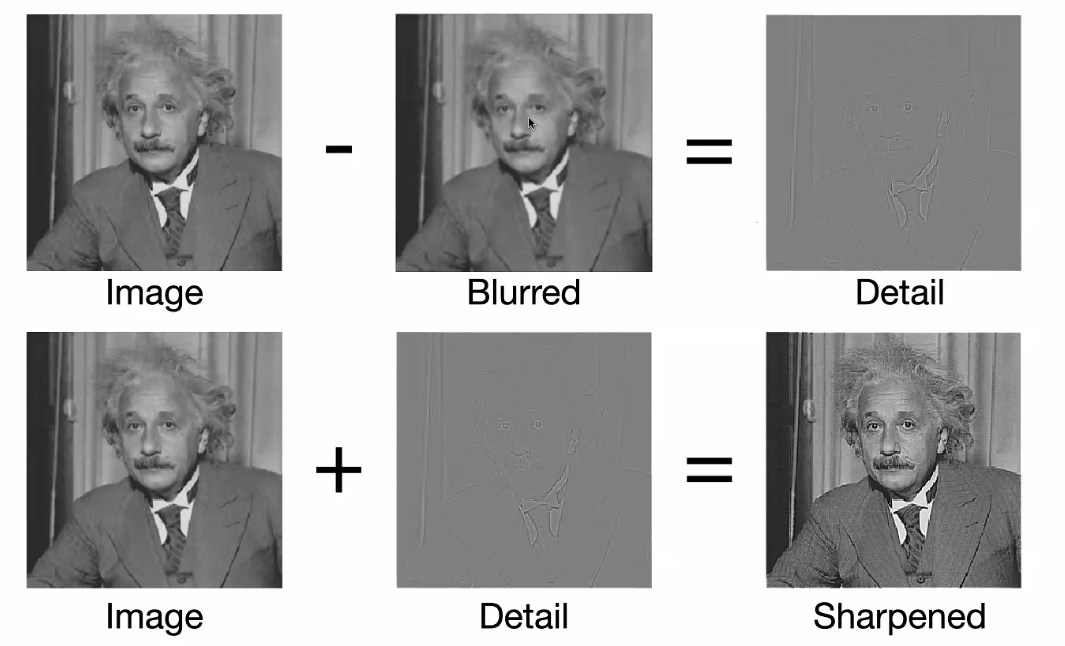 -
=
Image
Blurred
Detail
+
=
Image
Detail
Sharpened